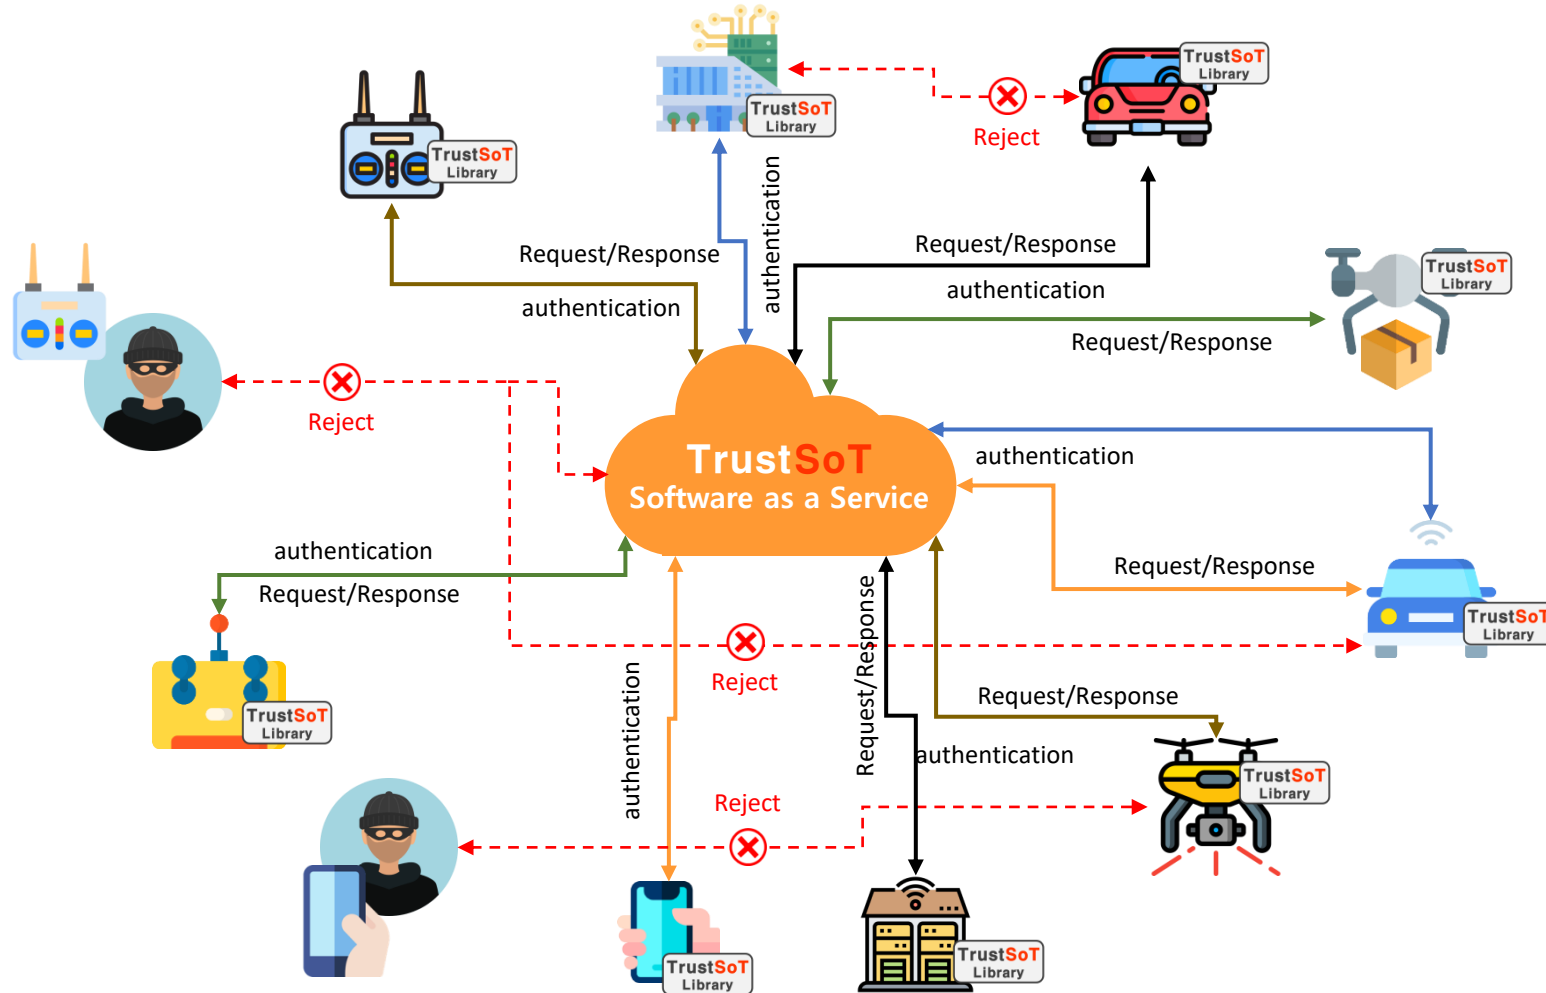 TrustSoT
Library
TrustSoT
Library
Reject
TrustSoT
Library
authentication
Request/Response
authentication
Request/Response
authentication
TrustSoT
Library
Request/Response
Reject
TrustSoT
Software as a Service
authentication
authentication
Request/Response
Request/Response
TrustSoT
Library
Reject
Request/Response
authentication
Request/Response
authentication
TrustSoT
Library
TrustSoT
Library
Reject
TrustSoT
Library
TrustSoT
Library